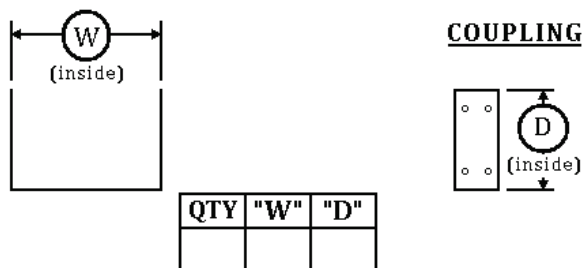 W
(inside)
COUPLING
D
(inside)
QTY "W" "D"